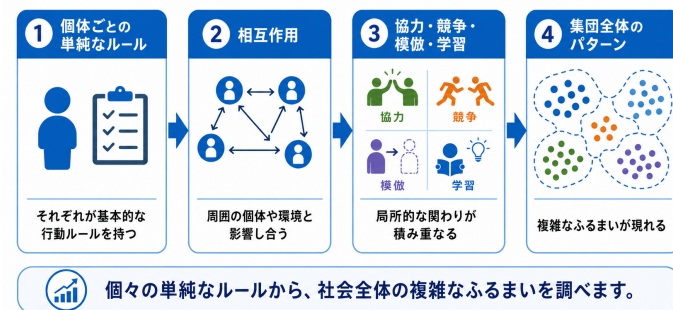 1 個体ごとの
単純なルール
それぞれが基本的な
行動ルールを持つ
2 相互作用
周囲の個体や環境と
影響し合う
3 協力・競争・
模倣・学習
協力
競争
模倣
学習
局所的な関わりが
積み重なる
4 集団全体の
パターン
複雑なふるまいが現れる
個々の単純なルールから、社会全体の複雑なふるまいを調べます。